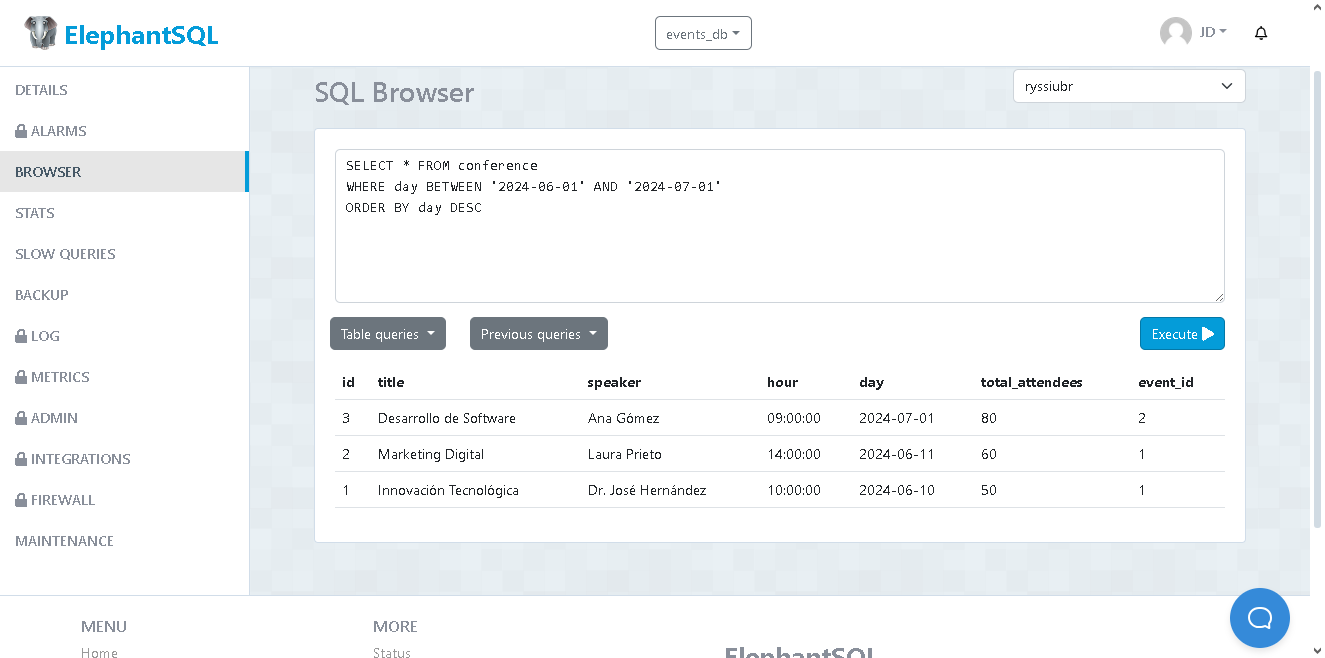 ElephantSQL
events_db
JD
DETAILS
ALARMS
BROWSER
STATS
SLOW QUERIES
BACKUP
LOG
METRICS
ADMIN
INTEGRATIONS
FIREWALL
MAINTENANCE
SQL Browser
ryssiubr
SELECT * FROM conference
WHERE day BETWEEN '2024-06-01' AND '2024-07-01'
ORDER BY day DESC
Table queries Previous queries Execute
id title speaker hour day total_attendees event_id
3 Desarrollo de Software Ana Gómez 09:00:00 2024-07-01 80 2
2 Marketing Digital Laura Prieto 14:00:00 2024-06-11 60 1
1 Innovación Tecnológica Dr. José Hernández 10:00:00 2024-06-10 50 1
MENU MORE
Home Status
ElephantSQL